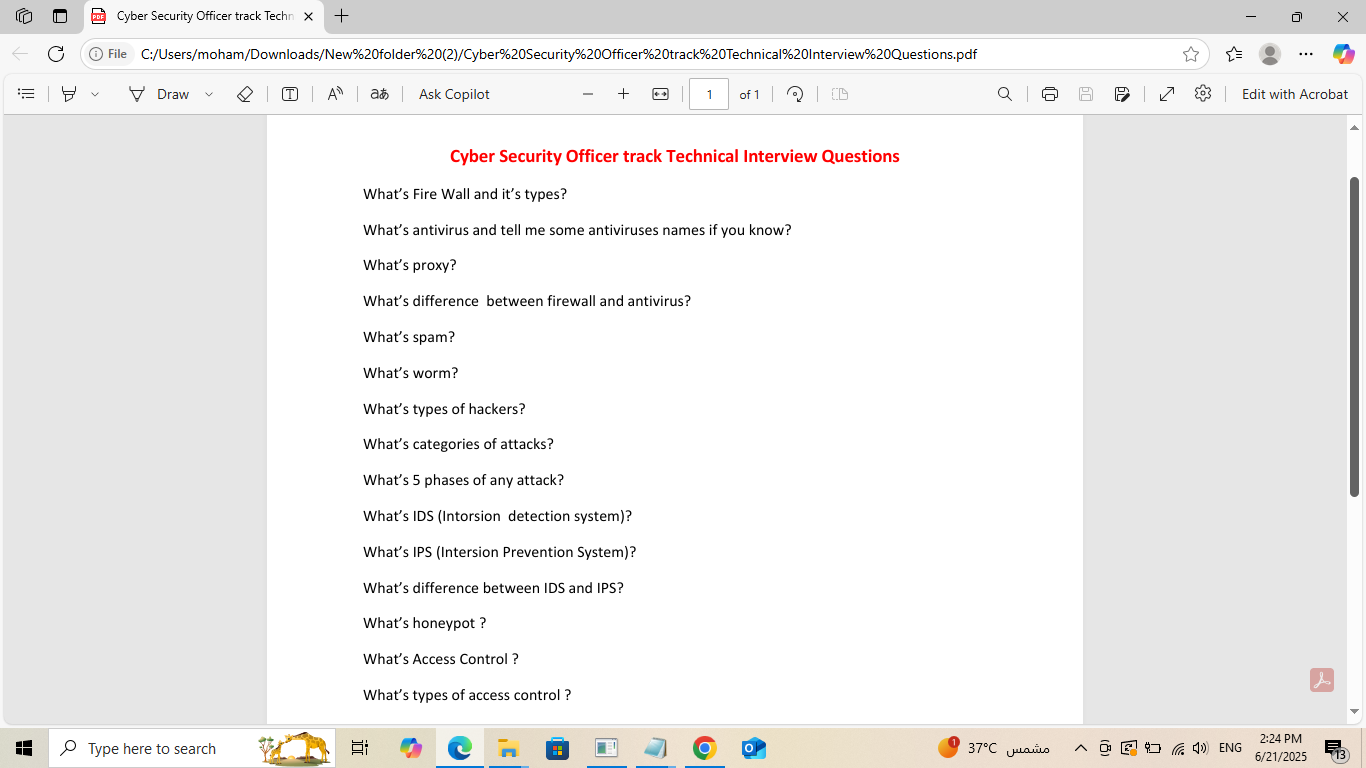 Cyber Security Officer track Techn
File
C:/Users/moham/Downloads/New%20folder%20(2)/Cyber%20Security%20Officer%20track%20Technical%20Interview%20Questions.pdf
Draw
aあ
Ask Copilot
1
of 1
Edit with Acrobat
Cyber Security Officer track Technical Interview Questions
What’s Fire Wall and it’s types?
What’s antivirus and tell me some antiviruses names if you know?
What’s proxy?
What’s difference  between firewall and antivirus?
What’s spam?
What’s worm?
What’s types of hackers?
What’s categories of attacks?
What’s 5 phases of any attack?
What’s IDS (Intorsion  detection system)?
What’s IPS (Intersion Prevention System)?
What’s difference between IDS and IPS?
What’s honeypot ?
What’s Access Control ?
What’s types of access control ?
Type here to search
1
37°C مشمس
ENG
2:24 PM
6/21/2025
13